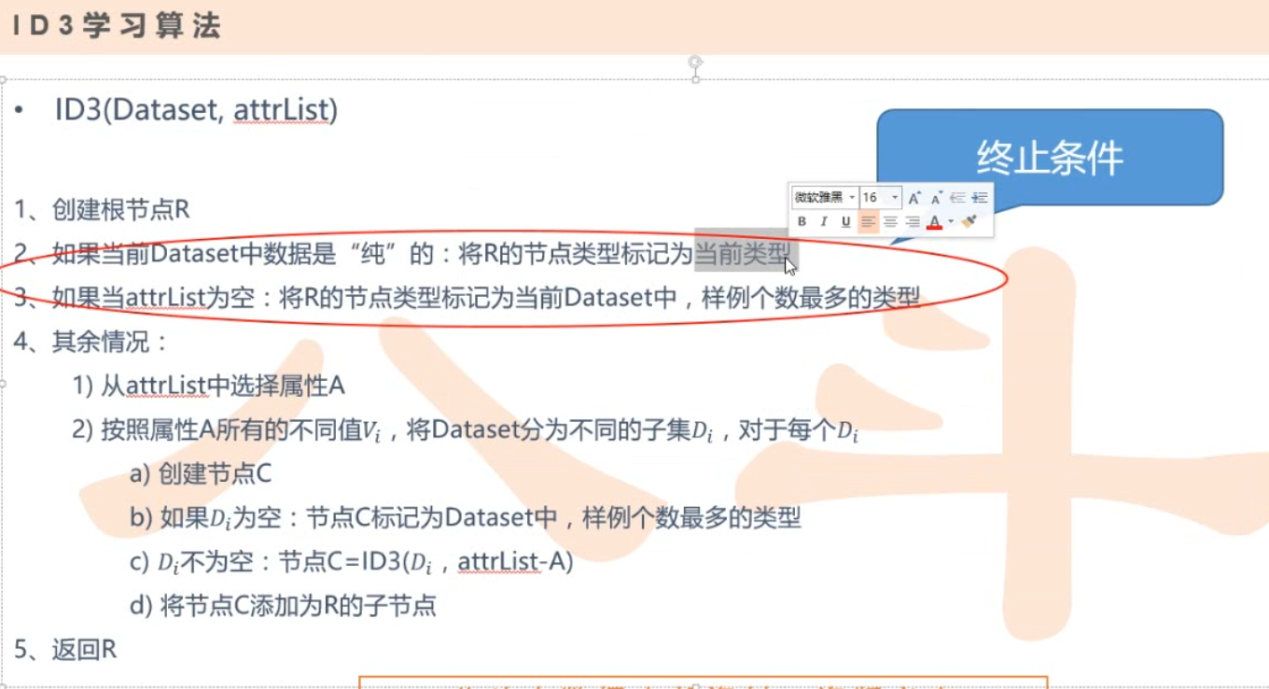 ID3学习算法
• ID3(Dataset, attrList)
终止条件
微软雅黑 16
B I U
1、创建根节点R
2、如果当前Dataset中数据是“纯”的：将R的节点类型标记为当前类型
3、如果当attrList为空：将R的节点类型标记为当前Dataset中，样例个数最多的类型
4、其余情况：
1) 从attrList中选择属性A
2) 按照属性A所有的不同值Vi，将Dataset分为不同的子集Di，对于每个Di
a) 创建节点C
b) 如果Di为空：节点C标记为Dataset中，样例个数最多的类型
c) Di不为空：节点C=ID3(Di，attrList-A)
d) 将节点C添加为R的子节点
5、返回R
八斗